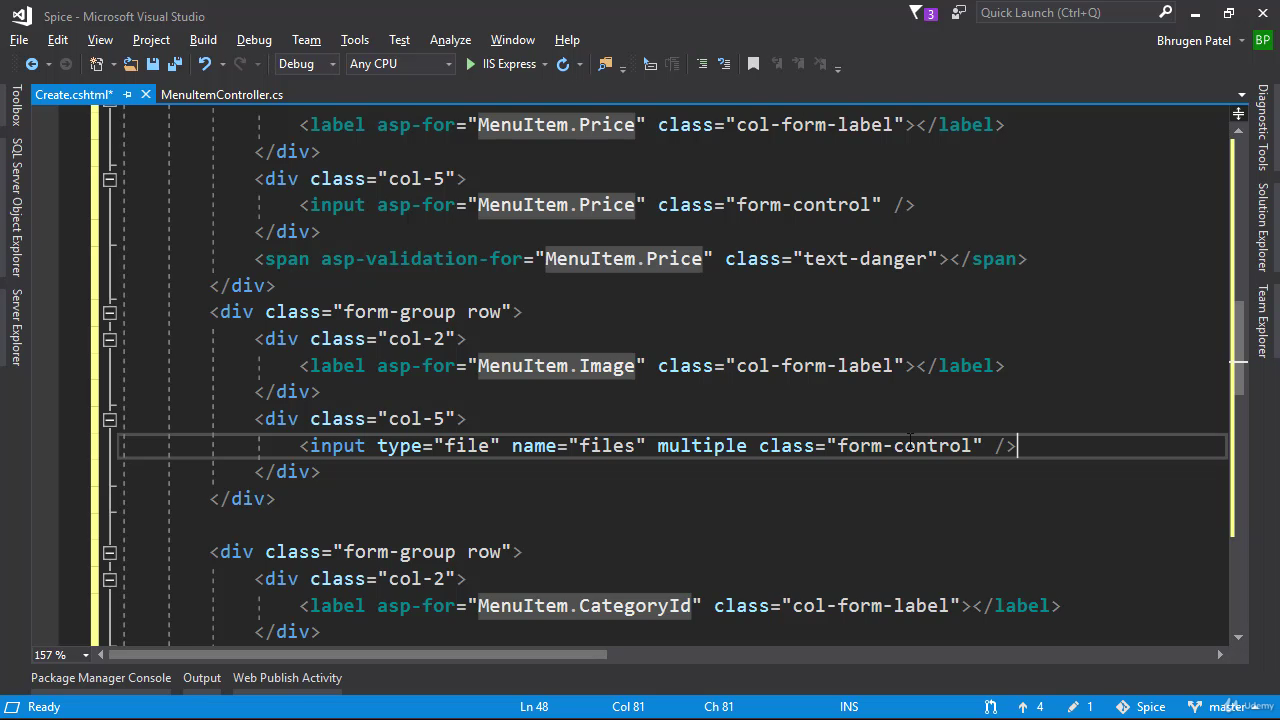 Spice - Microsoft Visual Studio
3
Quick Launch (Ctrl+Q)
File Edit View Project Build Debug Team Tools Test Analyze Window Help
Bhrugen Patel BP
Debug Any CPU IIS Express
Create.cshtml* MenuItemController.cs
Toolbox
SQL Server Object Explorer
Server Explorer
<label asp-for="MenuItem.Price" class="col-form-label"></label>
</div>
<div class="col-5">
<input asp-for="MenuItem.Price" class="form-control" />
</div>
<span asp-validation-for="MenuItem.Price" class="text-danger"></span>
</div>
<div class="form-group row">
<div class="col-2">
<label asp-for="MenuItem.Image" class="col-form-label"></label>
</div>
<div class="col-5">
<input type="file" name="files" multiple class="form-control" />
</div>
</div>
<div class="form-group row">
<div class="col-2">
<label asp-for="MenuItem.CategoryId" class="col-form-label"></label>
</div>
Diagnostic Tools
Solution Explorer
Team Explorer
157 %
Package Manager Console Output Web Publish Activity
Ready Ln 48 Col 81 Ch 81 INS 4 1 Spice master
Udemy